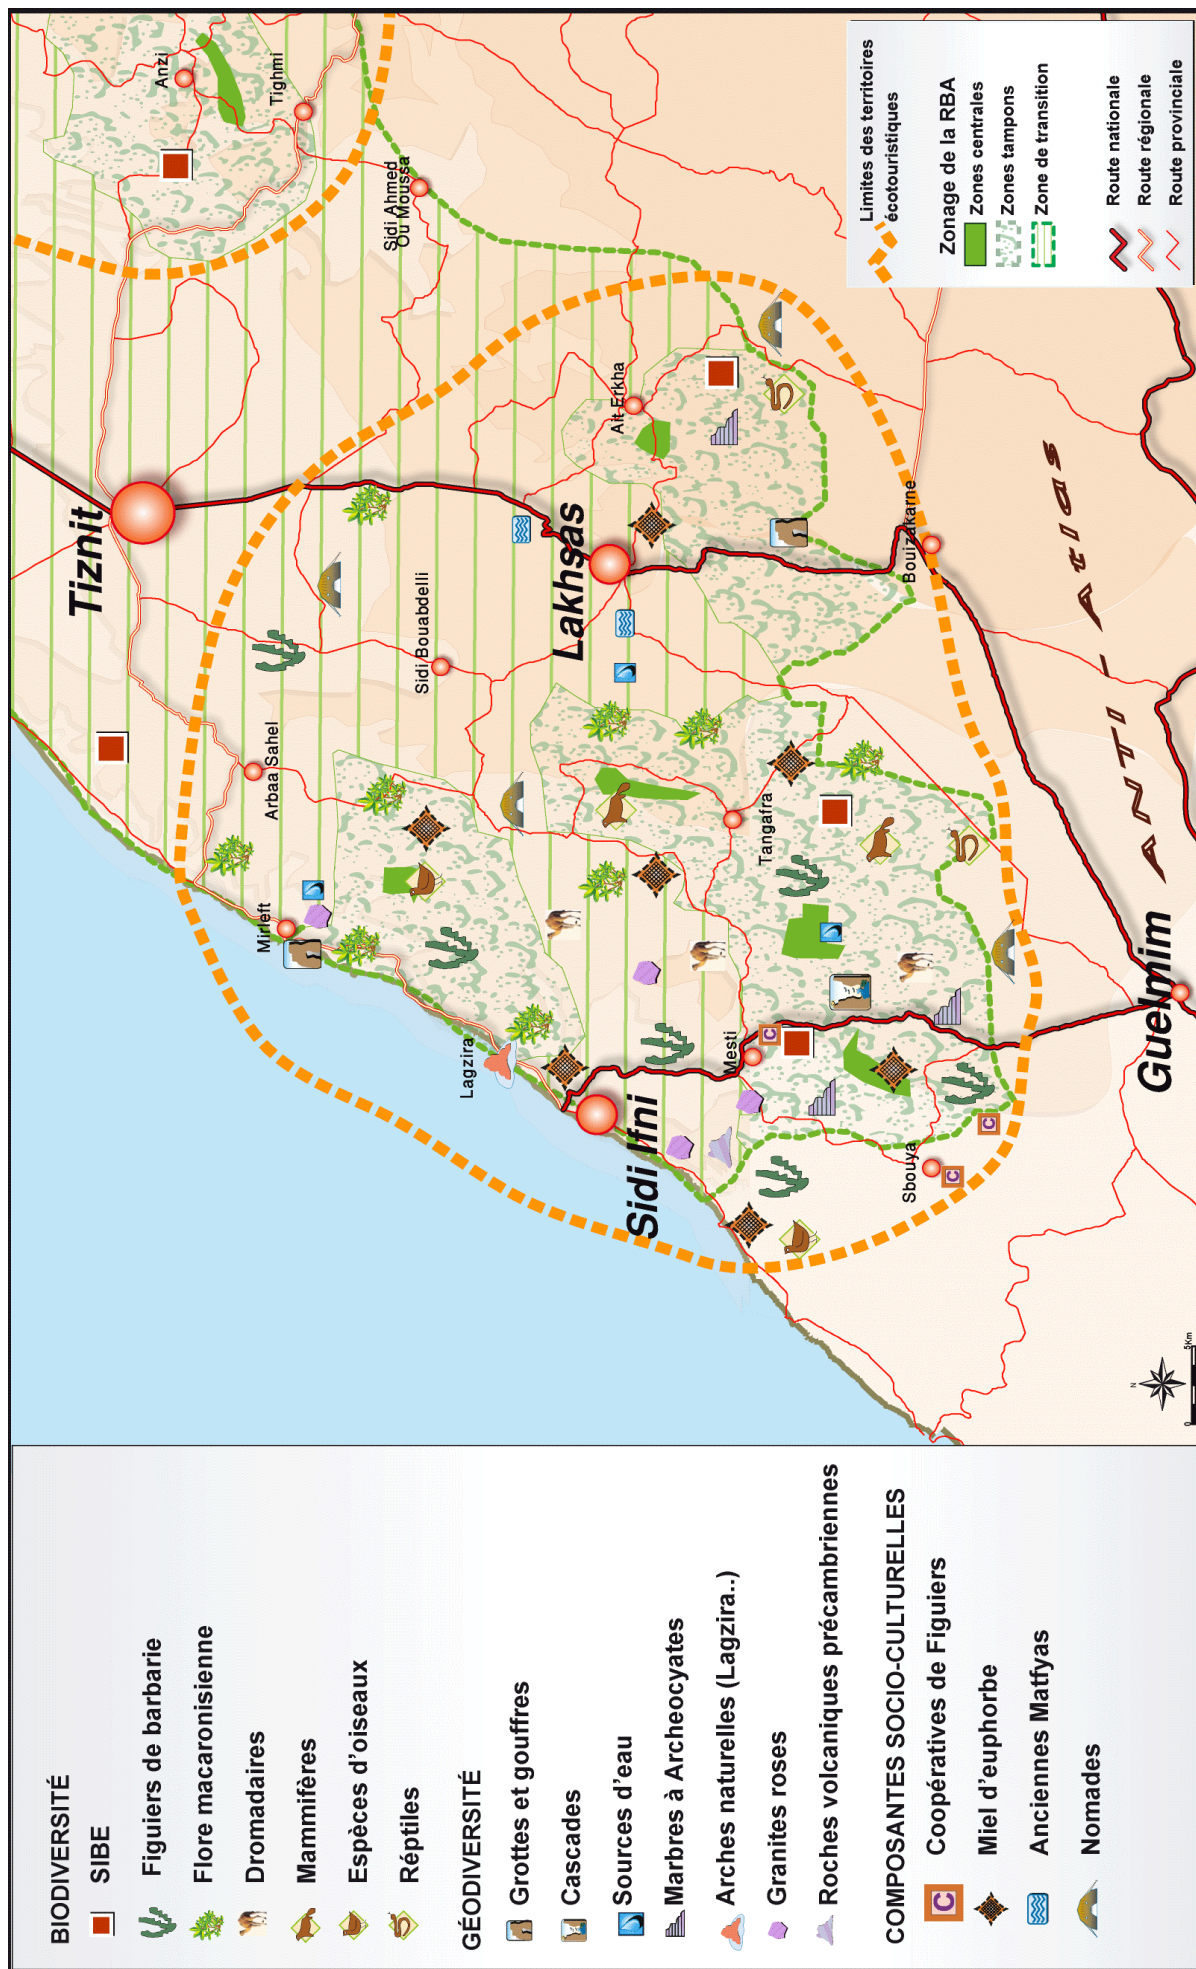 BIODIVERSITÉ
SIBE
Figuiers de barbarie
Flore macaronisienne
Dromadaires
Mammifères
Espèces d'oiseaux
Réptiles
GÉODIVERSITÉ
Grottes et gouffres
Cascades
Sources d'eau
Marbres à Archeocyates
Arches naturelles (Lagzira..)
Granites roses
Roches volcaniques précambriennes
COMPOSANTES SOCIO-CULTURELLES
C
Coopératives de Figuiers
Miel d'euphorbe
Anciennes Matfyas
Nomades
Tiznit
Anzi
Tighmi
Sidi Ahmed
Ou Moussa
Arbaa Sahel
Mirleft
Sidi Bouabdelli
Lakhsas
Ait Erkha
Lagzira
Sidi Ifni
Tangafra
Mesti
C
Bouizakarne
Sbouya
C
C
Guelmim
ANTI - Atlas
Limites des territoires
écotouristiques
Zonage de la RBA
Zones centrales
Zones tampons
Zone de transition
Route nationale
Route régionale
Route provinciale
N
0 5Km